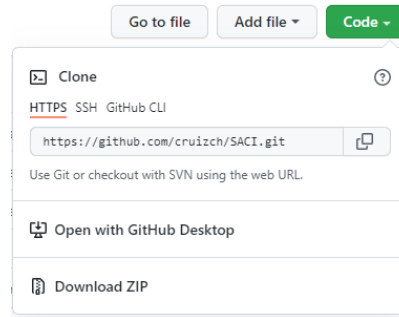 Go to file Add file Code
Clone
HTTPS SSH GitHub CLI
https://github.com/cruizch/SACI.git
Use Git or checkout with SVN using the web URL.
Open with GitHub Desktop
Download ZIP